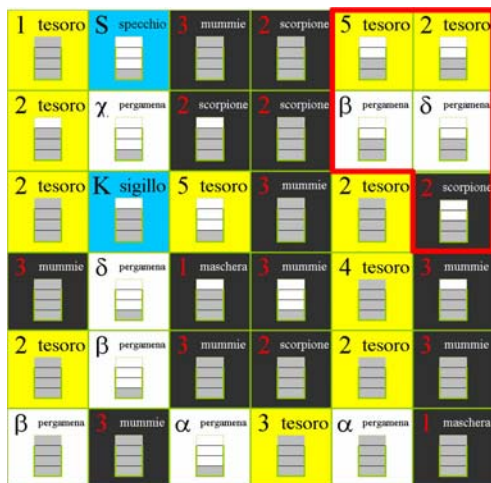 1 tesoro S specchio 3 mummie 2 scorpione 5 tesoro 2 tesoro
2 tesoro χ pergamena 2 scorpione 2 scorpione β pergamena δ pergamena
2 tesoro K sigillo 5 tesoro 3 mummie 2 tesoro 2 scorpione
3 mummie δ pergamena 1 maschera 3 mummie 4 tesoro 3 mummie
2 tesoro β pergamena 3 mummie 2 scorpione 2 tesoro 3 mummie
β pergamena 3 mummie α pergamena 3 tesoro α pergamena 1 maschera